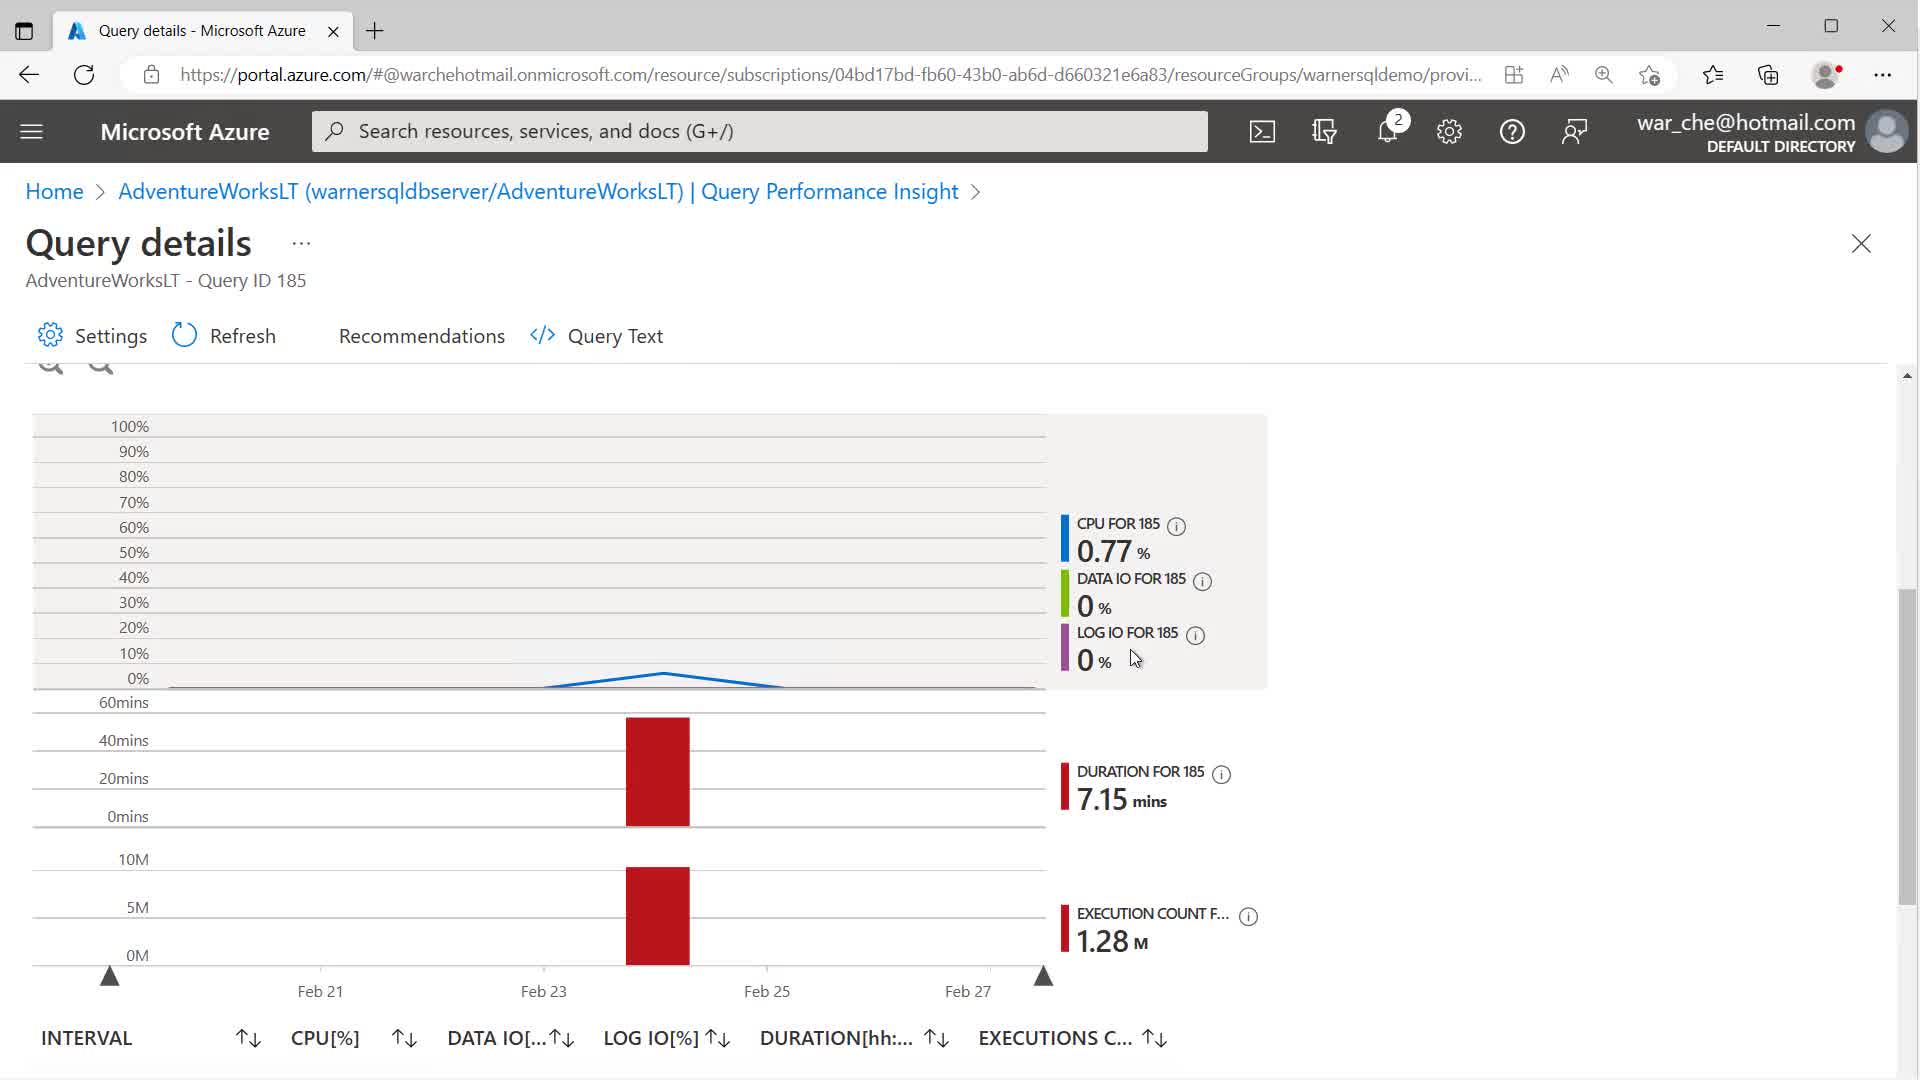 Query details - Microsoft Azure
https://portal.azure.com/#@warchehotmail.onmicrosoft.com/resource/subscriptions/04bd17bd-fb60-43b0-ab6d-d660321e6a83/resourceGroups/warnersqldemo/provi...
Microsoft Azure
Search resources, services, and docs (G+/)
2
war_che@hotmail.com
DEFAULT DIRECTORY
Home > AdventureWorksLT (warnersqldbserver/AdventureWorksLT) | Query Performance Insight >
Query details ...
AdventureWorksLT - Query ID 185
Settings Refresh Recommendations Query Text
100%
90%
80%
70%
60%
50%
40%
30%
20%
10%
0%
CPU FOR 185
0.77 %
DATA IO FOR 185
0 %
LOG IO FOR 185
0 %
60mins
40mins
20mins
0mins
DURATION FOR 185
7.15 mins
10M
5M
0M
EXECUTION COUNT F...
1.28 M
Feb 21 Feb 23 Feb 25 Feb 27
INTERVAL CPU[%] DATA IO[... LOG IO[%] DURATION[hh:... EXECUTIONS C...